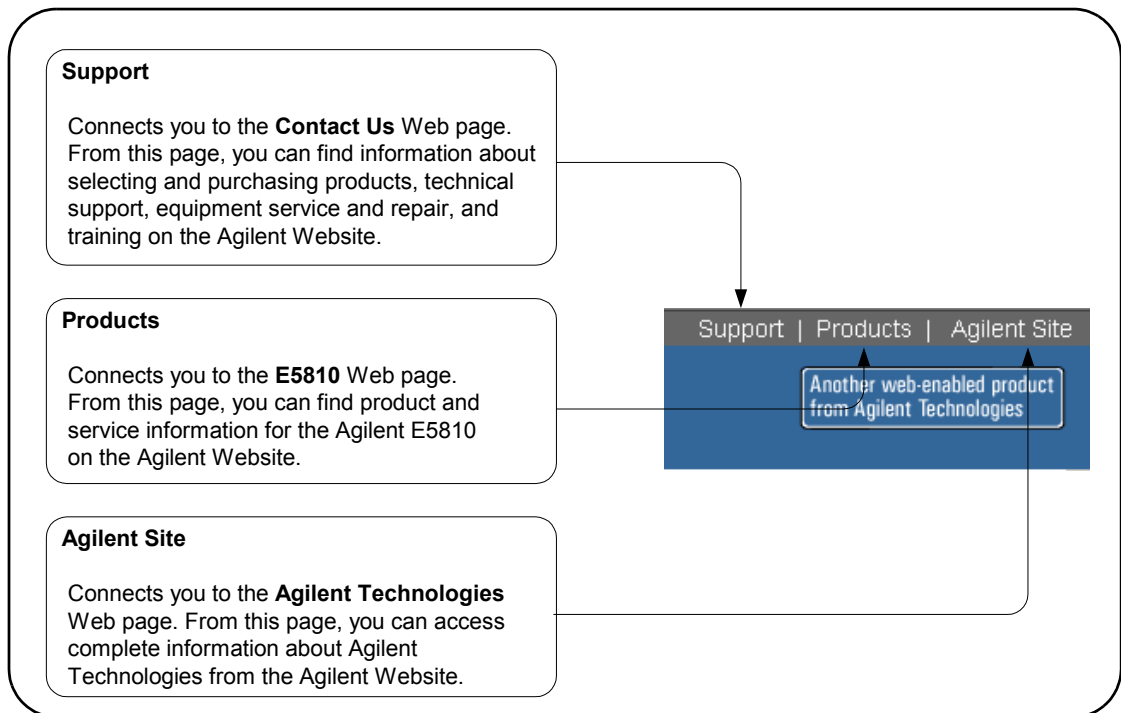 Support
Connects you to the Contact Us Web page.
From this page, you can find information about
selecting and purchasing products, technical
support, equipment service and repair, and
training on the Agilent Website.
Products
Connects you to the E5810 Web page.
From this page, you can find product and
service information for the Agilent E5810
on the Agilent Website.
Agilent Site
Connects you to the Agilent Technologies
Web page. From this page, you can access
complete information about Agilent
Technologies from the Agilent Website.
Support | Products | Agilent Site
Another web-enabled product
from Agilent Technologies